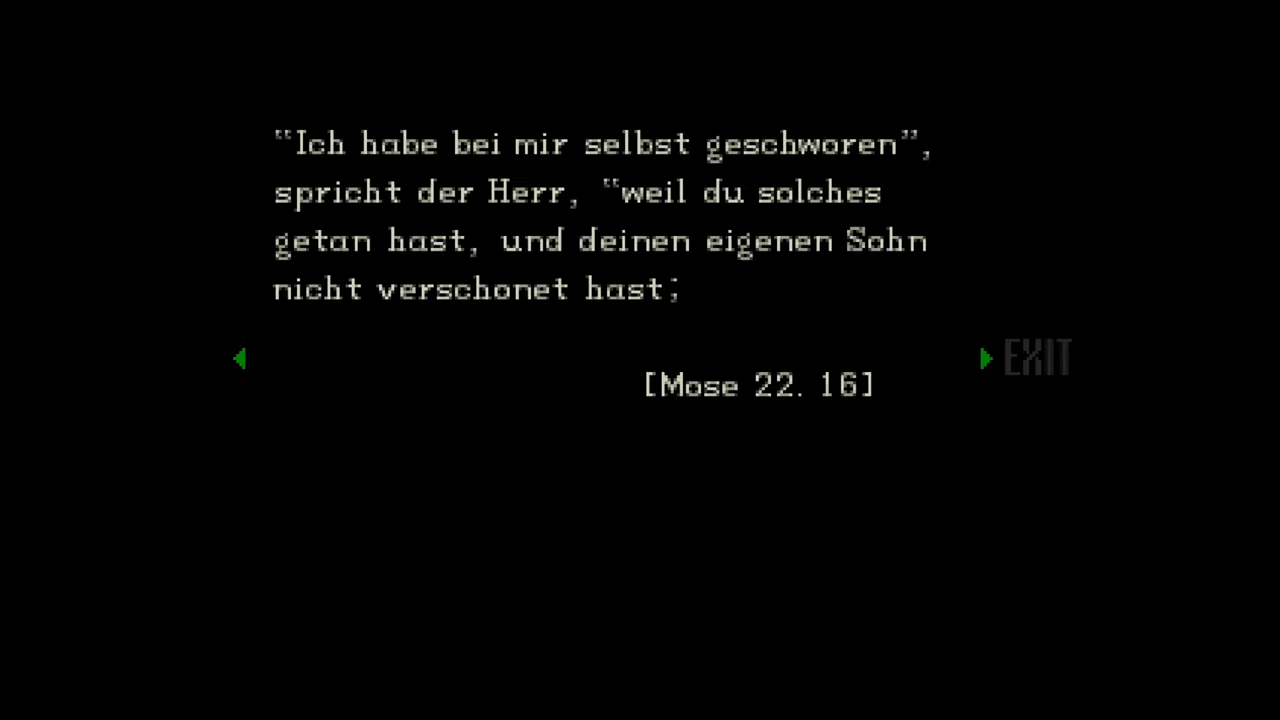 “Ich habe bei mir selbst geschworen”,
spricht der Herr, “weil du solches
getan hast, und deinen eigenen Sohn
nicht verschonet hast;
EXIT
[Mose 22. 16]